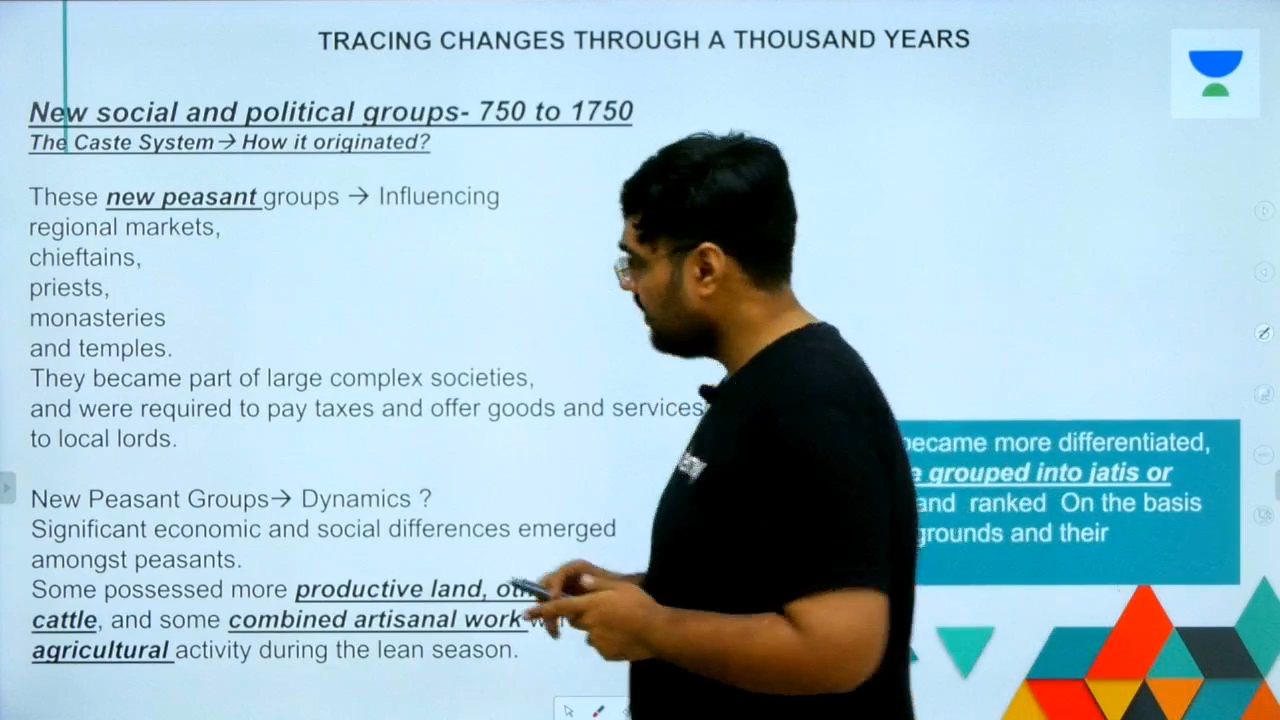 TRACING CHANGES THROUGH A THOUSAND YEARS
New social and political groups- 750 to 1750
The Caste System→ How it originated?
These new peasant groups → Influencing
regional markets,
chieftains,
priests,
monasteries
and temples.
They became part of large complex societies,
and were required to pay taxes and offer goods and services
to local lords.
became more differentiated,
grouped into jatis or
and ranked On the basis
grounds and their
New Peasant Groups→ Dynamics ?
Significant economic and social differences emerged
amongst peasants.
Some possessed more productive land,
cattle, and some combined artisanal work
agricultural activity during the lean season.